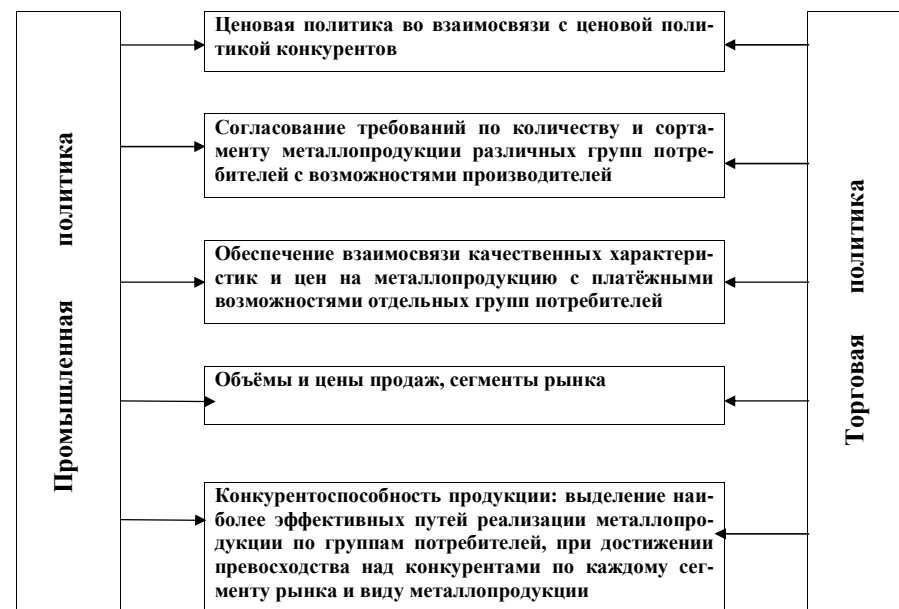 Ценовая политика во взаимосвязи с ценовой поли-
тикой конкурентов
Согласование требований по количеству и сорта-
менту металлопродукции различных групп потре-
бителей с возможностями производителей
Обеспечение взаимосвязи качественных характери-
стик и цен на металлопродукцию с платёжными
возможностями отдельных групп потребителей
Объёмы и цены продаж, сегменты рынка
Конкурентоспособность продукции: выделение наи-
более эффективных путей реализации металлопро-
дукции по группам потребителей, при достижении
превосходства над конкурентами по каждому сег-
менту рынка и виду металлопродукции
Промышленная политика
Торговая политика